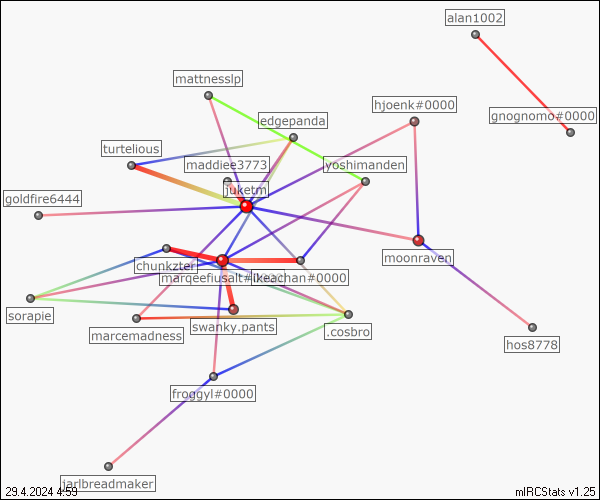 alan1002
mattnesslp
hjoenk#0000
gnognomo#0000
edgepanda
turtelious
maddiee3773
yoshimanden
juketm
goldfire6444
moonraven
chunkzter
marqeefiusalt#
ikeachan#0000
sorapie
swanky.pants
.cosbro
marcemadness
hos8778
froggyl#0000
jarlbreadmaker
29.4.2024 4:59
mIRCStats v1.25